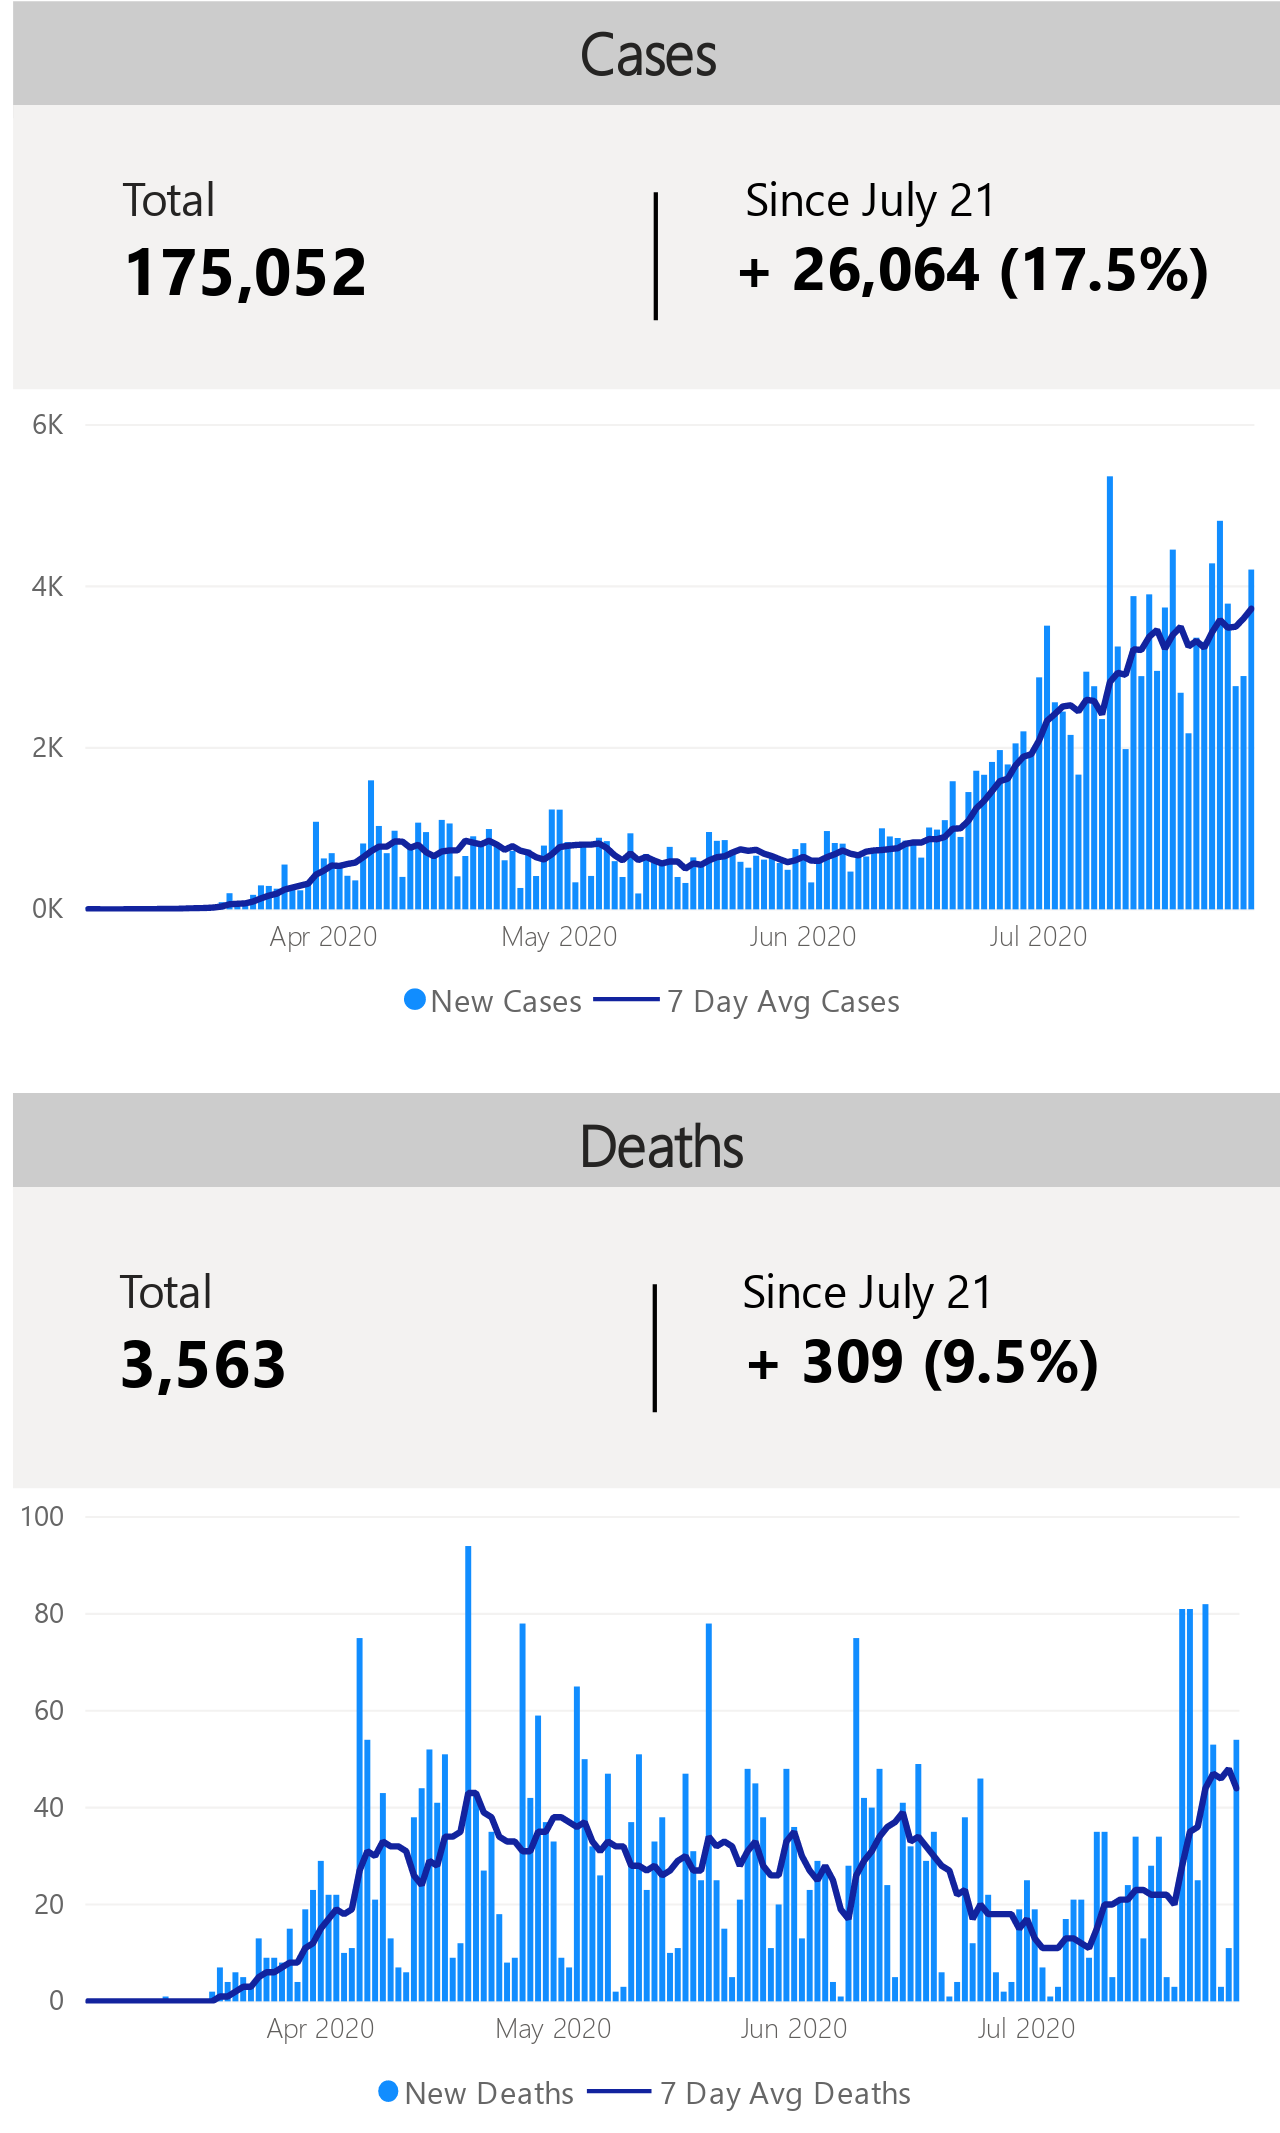 Cases
Total
Since July 21
175,052
+ 26,064 (17.5%)
6K
4K
2K
0K
Apr 2020
May 2020
Jun 2020
Jul 2020
New Cases
7 Day Avg Cases
Deaths
Total
Since July 21
3,563
+ 309 (9.5%)
100
80
60
40
20
0
Apr 2020
May 2020
Jun 2020
Jul 2020
New Deaths
7 Day Avg Deaths